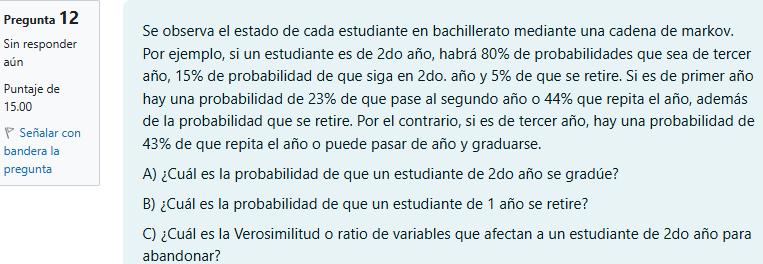 Pregunta 12
Sin responder
aún
Puntaje de
15.00
Señalar con
bandera la
pregunta
Se observa el estado de cada estudiante en bachillerato mediante una cadena de markov.
Por ejemplo, si un estudiante es de 2do año, habrá 80% de probabilidades que sea de tercer
año, 15% de probabilidad de que siga en 2do. año y 5% de que se retire. Si es de primer año
hay una probabilidad de 23% de que pase al segundo año o 44% que repita el año, además
de la probabilidad que se retire. Por el contrario, si es de tercer año, hay una probabilidad de
43% de que repita el año o puede pasar de año y graduarse.
A) ¿Cuál es la probabilidad de que un estudiante de 2do año se gradúe?
B) ¿Cuál es la probabilidad de que un estudiante de 1 año se retire?
C) ¿Cuál es la Verosimilitud o ratio de variables que afectan a un estudiante de 2do año para
abandonar?